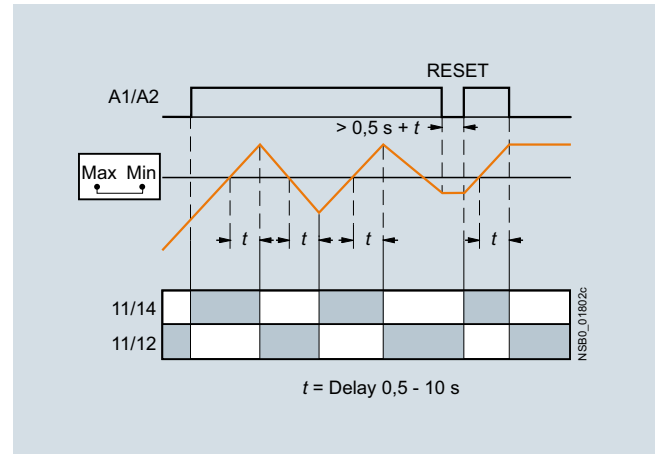 RESET
A1/A2
> 0,5 s + t
Max Min
t t t t
11/14
11/12
NSB0_01802c
t = Delay 0,5 - 10 s